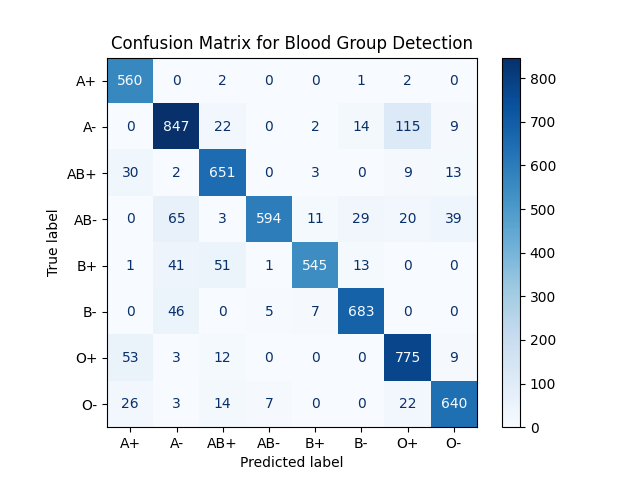 Confusion Matrix for Blood Group Detection
A+ 560 0 2 0 0 1 2 0
A- 0 847 22 0 2 14 115 9
AB+ 30 2 651 0 3 0 9 13
AB- 0 65 3 594 11 29 20 39
B+ 1 41 51 1 545 13 0 0
B- 0 46 0 5 7 683 0 0
O+ 53 3 12 0 0 0 775 9
O- 26 3 14 7 0 0 22 640
A+ A- AB+ AB- B+ B- O+ O-
Predicted label
True label
800
700
600
500
400
300
200
100
0